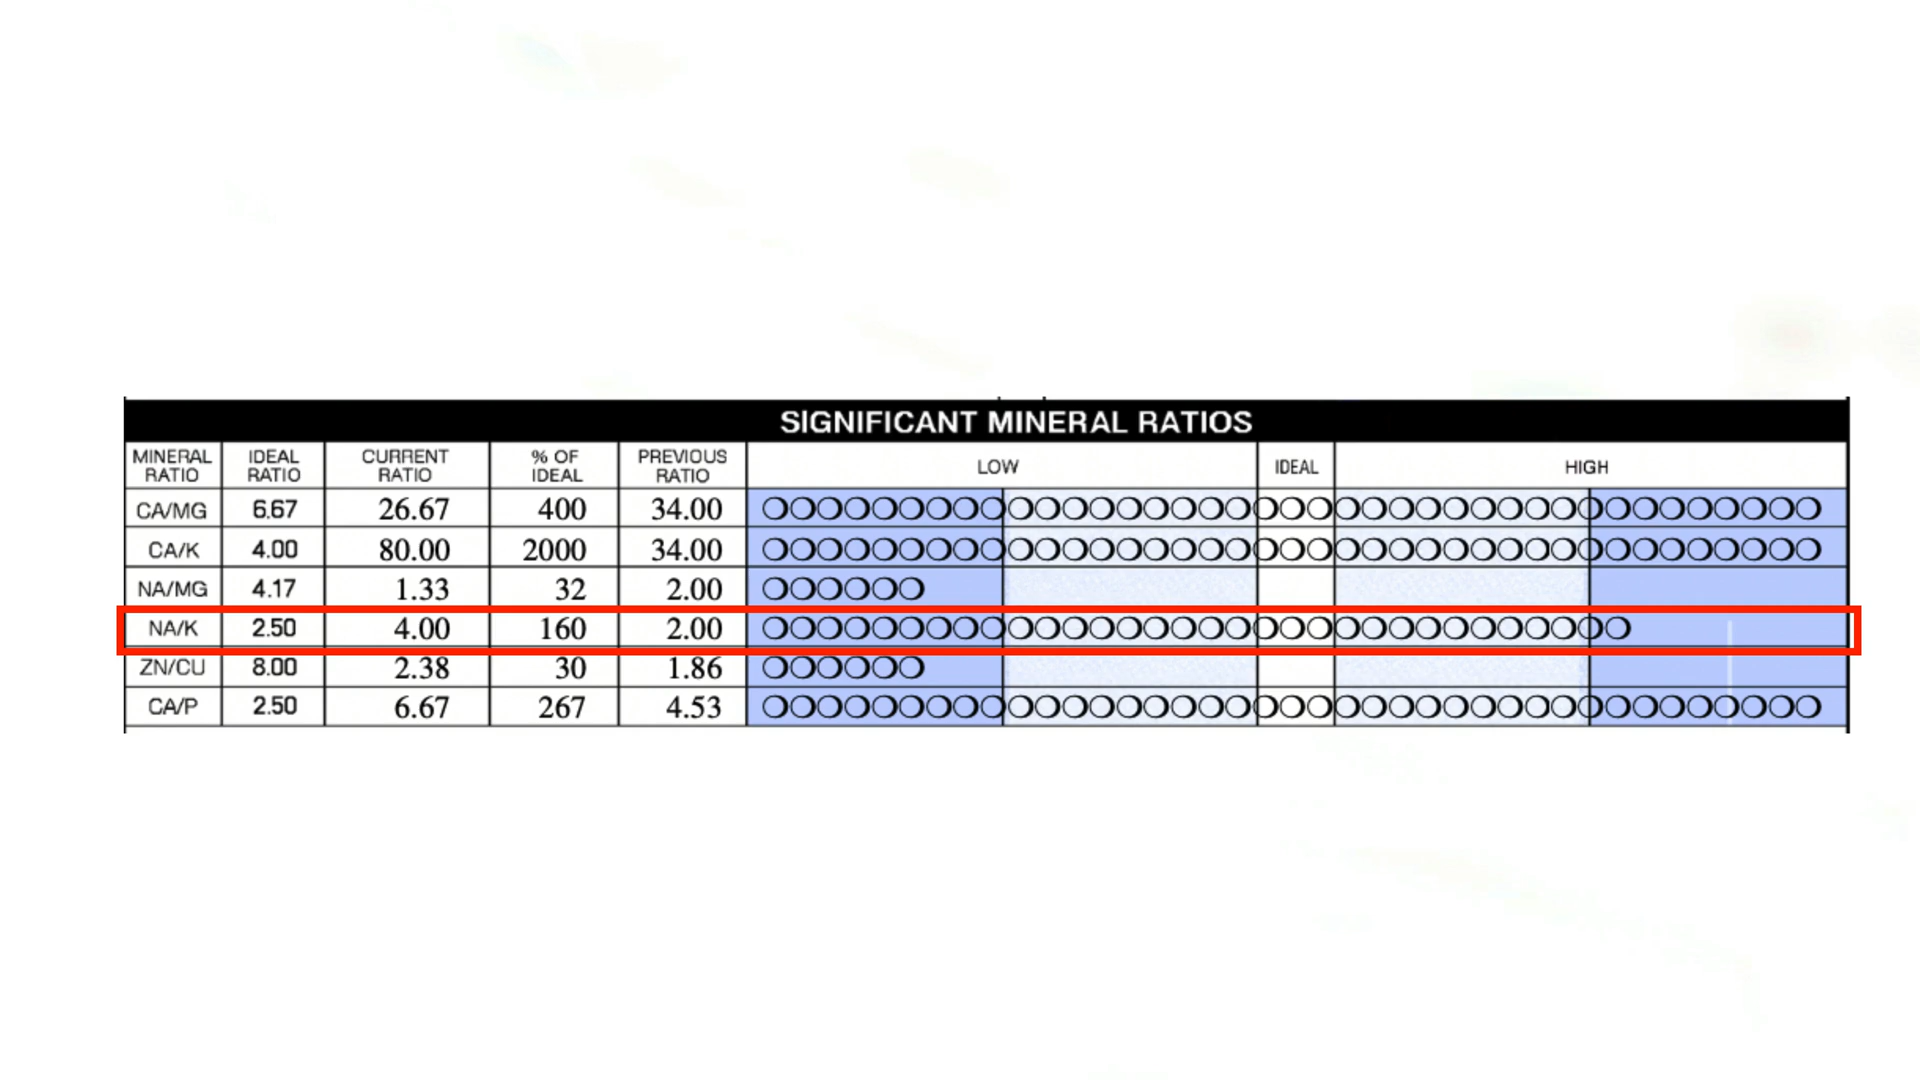 SIGNIFICANT MINERAL RATIOS
MINERAL RATIO IDEAL RATIO CURRENT RATIO % OF IDEAL PREVIOUS RATIO LOW IDEAL HIGH
CA/MG 6.67 26.67 400 34.00
CA/K 4.00 80.00 2000 34.00
NA/MG 4.17 1.33 32 2.00
NA/K 2.50 4.00 160 2.00
ZN/CU 8.00 2.38 30 1.86
CA/P 2.50 6.67 267 4.53